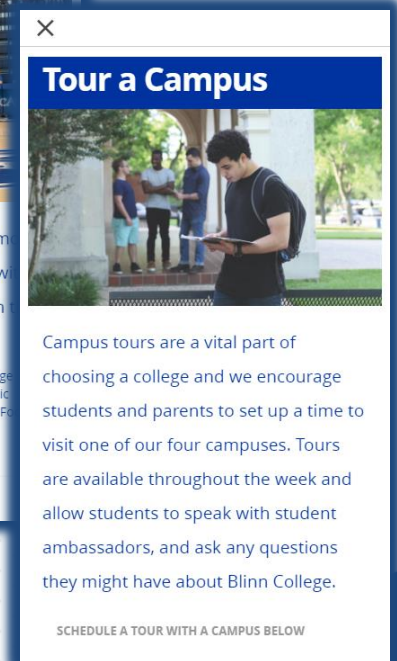 Tour a Campus
Campus tours are a vital part of
choosing a college and we encourage
students and parents to set up a time to
visit one of our four campuses. Tours
are available throughout the week and
allow students to speak with student
ambassadors, and ask any questions
they might have about Blinn College.
SCHEDULE A TOUR WITH A CAMPUS BELOW